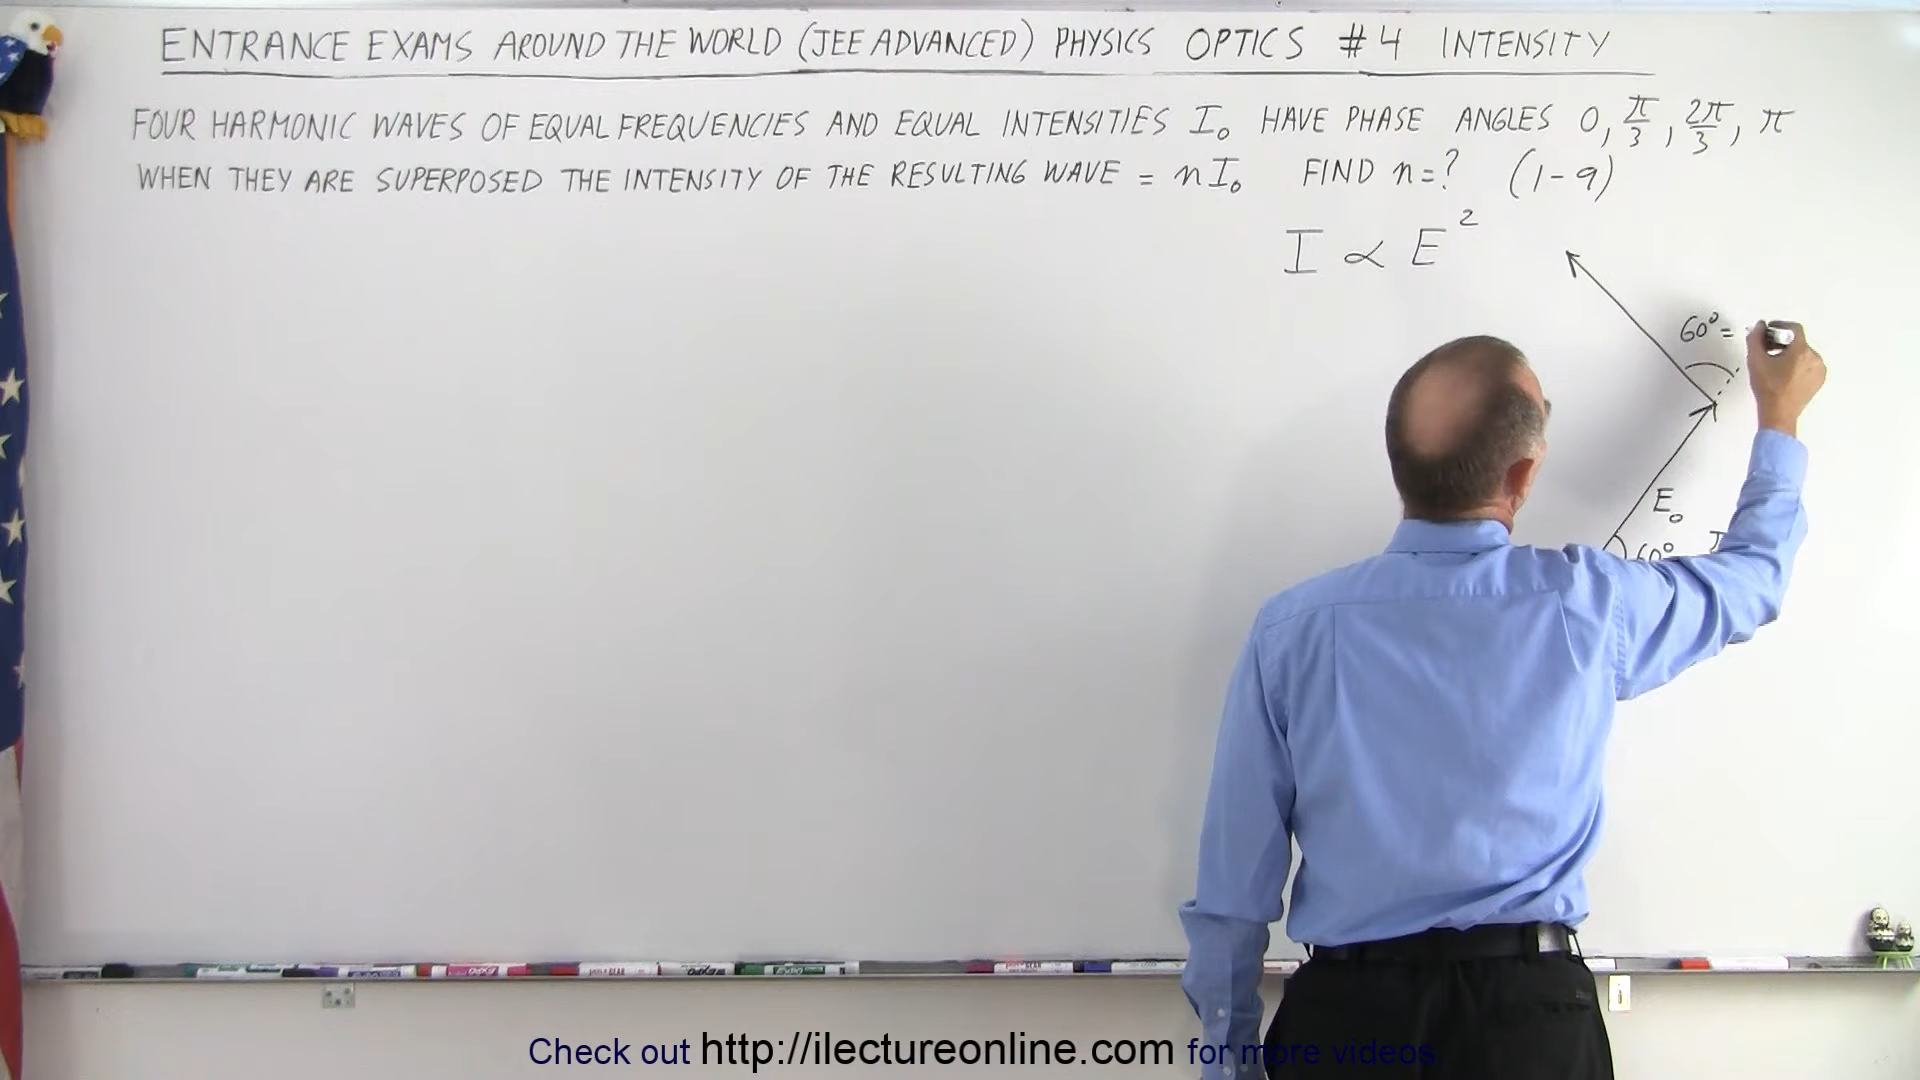 ENTRANCE EXAMS AROUND THE WORLD (JEE ADVANCED) PHYSICS OPTICS #4 INTENSITY
FOUR HARMONIC WAVES OF EQUAL FREQUENCIES AND EQUAL INTENSITIES I₀ HAVE PHASE ANGLES 0, π/3, 2π/3, π
WHEN THEY ARE SUPERPOSED THE INTENSITY OF THE RESULTING WAVE = nI₀ FIND n=? (1-9)
I ∝ E²
60°=
E₀
60°
Check out http://ilectureonline.com for more videos